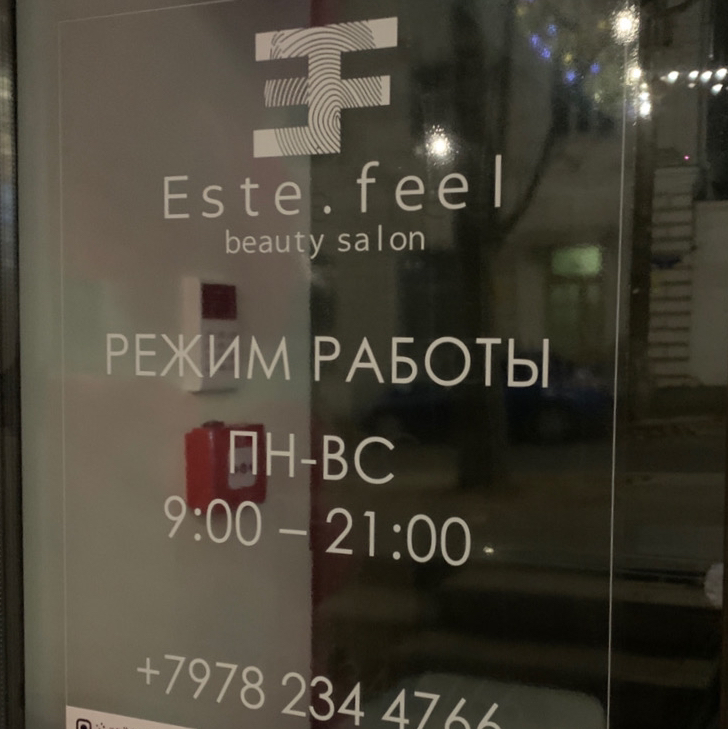 Este.feel
beauty salon
РЕЖИМ РАБОТЫ
ПН-ВС
9:00 – 21:00
+7978 234 4766